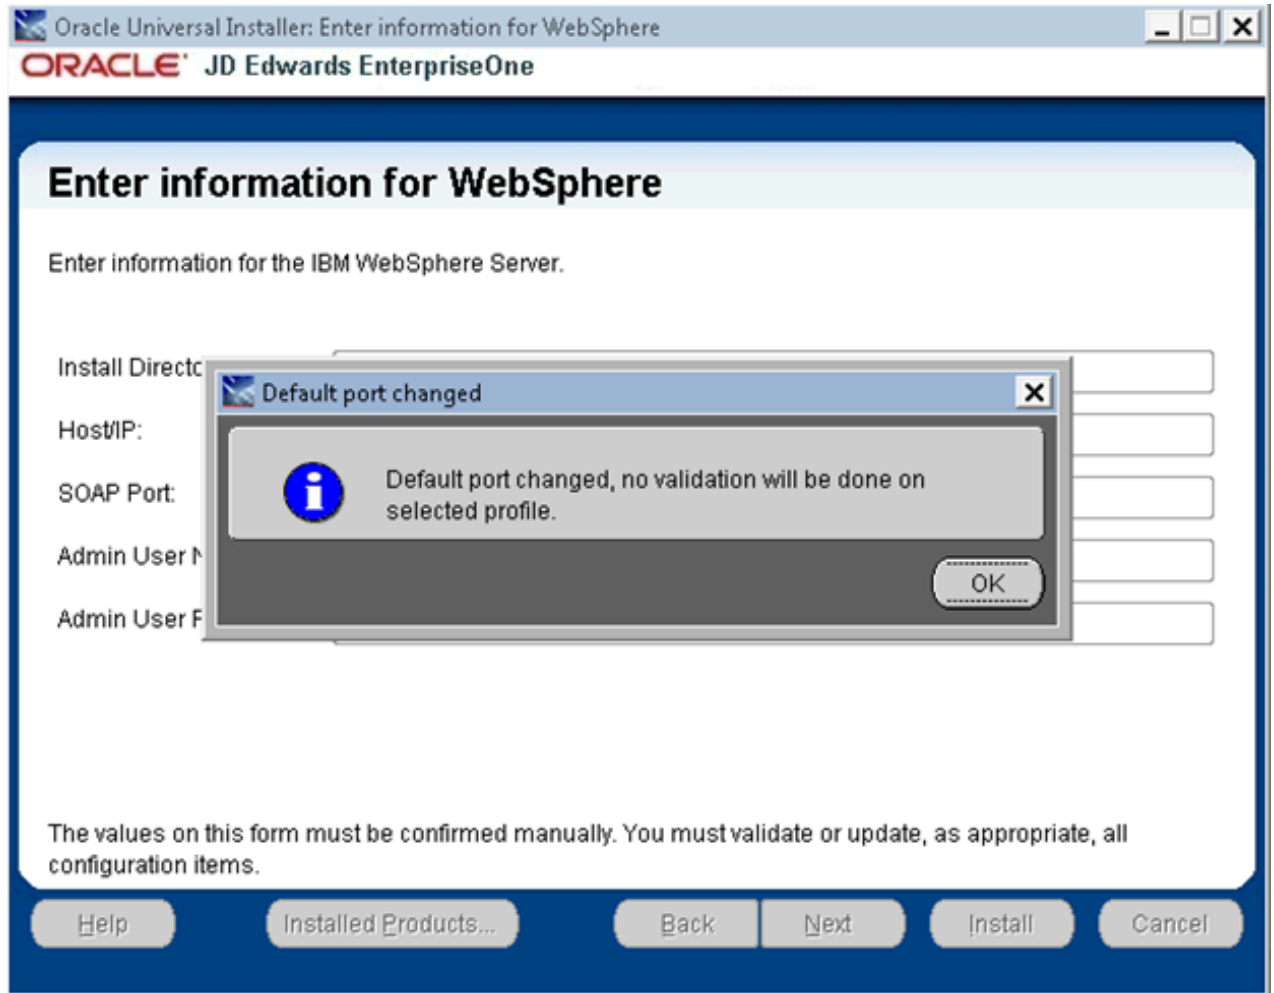 Oracle Universal Installer: Enter information for WebSphere
ORACLE JD Edwards EnterpriseOne
Enter information for WebSphere
Enter information for the IBM WebSphere Server.
Install Directo
Default port changed
Host/IP:
Default port changed, no validation will be done on
selected profile.
SOAP Port:
Admin User N
OK
Admin User P
The values on this form must be confirmed manually. You must validate or update, as appropriate, all
configuration items.
Help Installed Products... Back Next Install Cancel